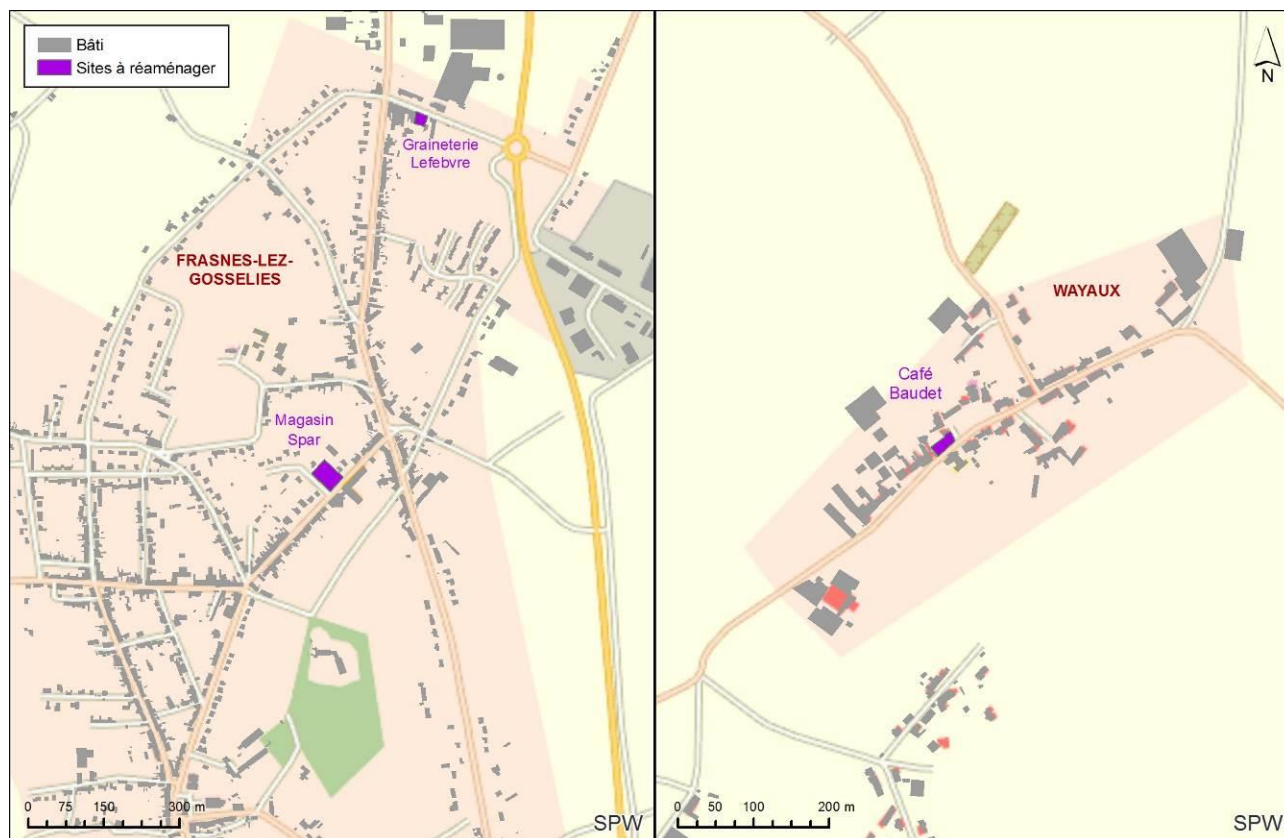 Bâti
Sites à réaménager
Graineterie
Lefebvre
FRASNES-LEZ-
GOSSELIES
Magasin
Spar
0 75 150 300 m
SPW
N
WAYAUX
Café
Baudet
0 50 100 200 m
SPW